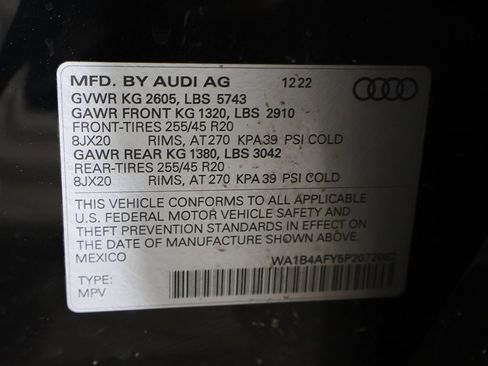 MFD. BY AUDI AG 12 22
GVWR KG 2605, LBS 5743
GAWR FRONT KG 1320, LBS 2910
FRONT-TIRES 255/45 R20
8JX20 RIMS, AT 270 KPA 39 PSI COLD
GAWR REAR KG 1380, LBS 3042
REAR-TIRES 255/45 R20
8JX20 RIMS, AT 270 KPA 39 PSI COLD
THIS VEHICLE CONFORMS TO ALL APPLICABLE
U.S. FEDERAL MOTOR VEHICLE SAFETY AND
THEFT PREVENTION STANDARDS IN EFFECT ON
THE DATE OF MANUFACTURE SHOWN ABOVE.
MEXICO
TYPE:
MPV